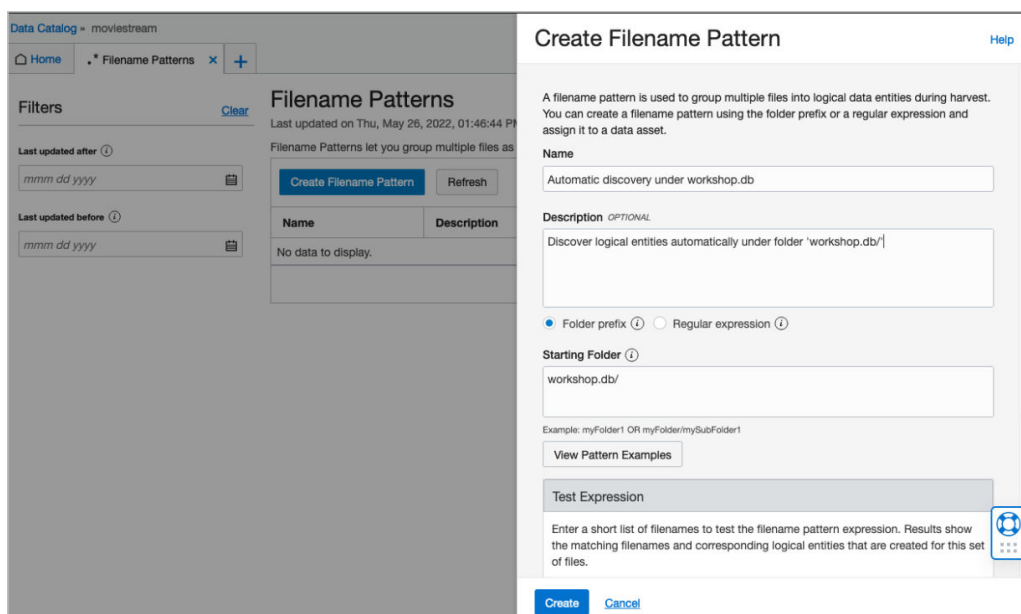 Data Catalog » moviestream
Home
.* Filename Patterns × +
Filters
Clear
Last updated after
mmm dd yyyy
Last updated before
mmm dd yyyy
Filename Patterns
Last updated on Thu, May 26, 2022, 01:46:44 PM
Filename Patterns let you group multiple files as
Create Filename Pattern
Refresh
Name
Description
No data to display.
Create Filename Pattern
Help
A filename pattern is used to group multiple files into logical data entities during harvest.
You can create a filename pattern using the folder prefix or a regular expression and
assign it to a data asset.
Name
Automatic discovery under workshop.db
Description OPTIONAL
Discover logical entities automatically under folder 'workshop.db/'
Folder prefix
Regular expression
Starting Folder
workshop.db/
Example: myFolder1 OR myFolder/mySubFolder1
View Pattern Examples
Test Expression
Enter a short list of filenames to test the filename pattern expression. Results show
the matching filenames and corresponding logical entities that are created for this set
of files.
Create
Cancel